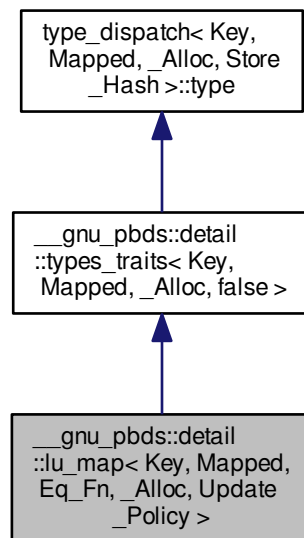 type_dispatch< Key,
Mapped, _Alloc, Store
_Hash >::type
__gnu_pbds::detail
::types_traits< Key,
Mapped, _Alloc, false >
__gnu_pbds::detail
::lu_map< Key, Mapped,
Eq_Fn, _Alloc, Update
_Policy >